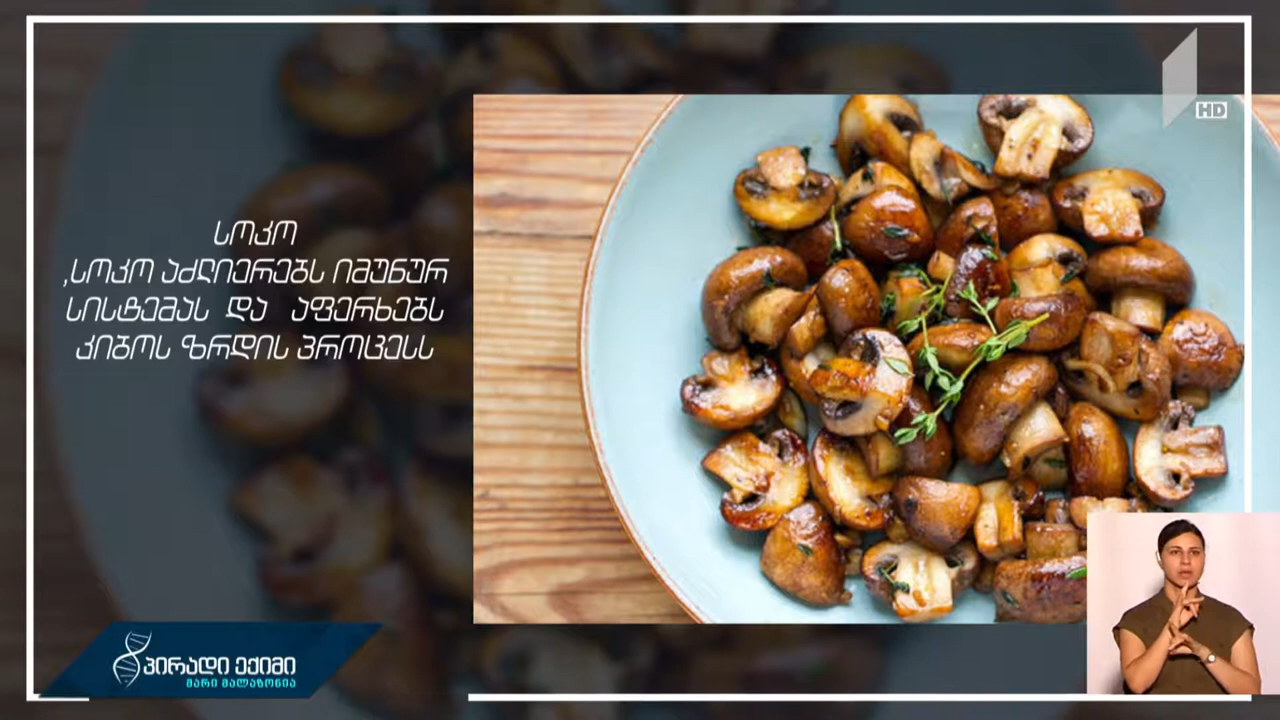 სოკო
,სოკო აძლიერებს იმუნურ
სისტემას და აფერხებს
კიბოს ზრდის პროცესს
HD
პირადი ექიმი
მარი მალაზონია